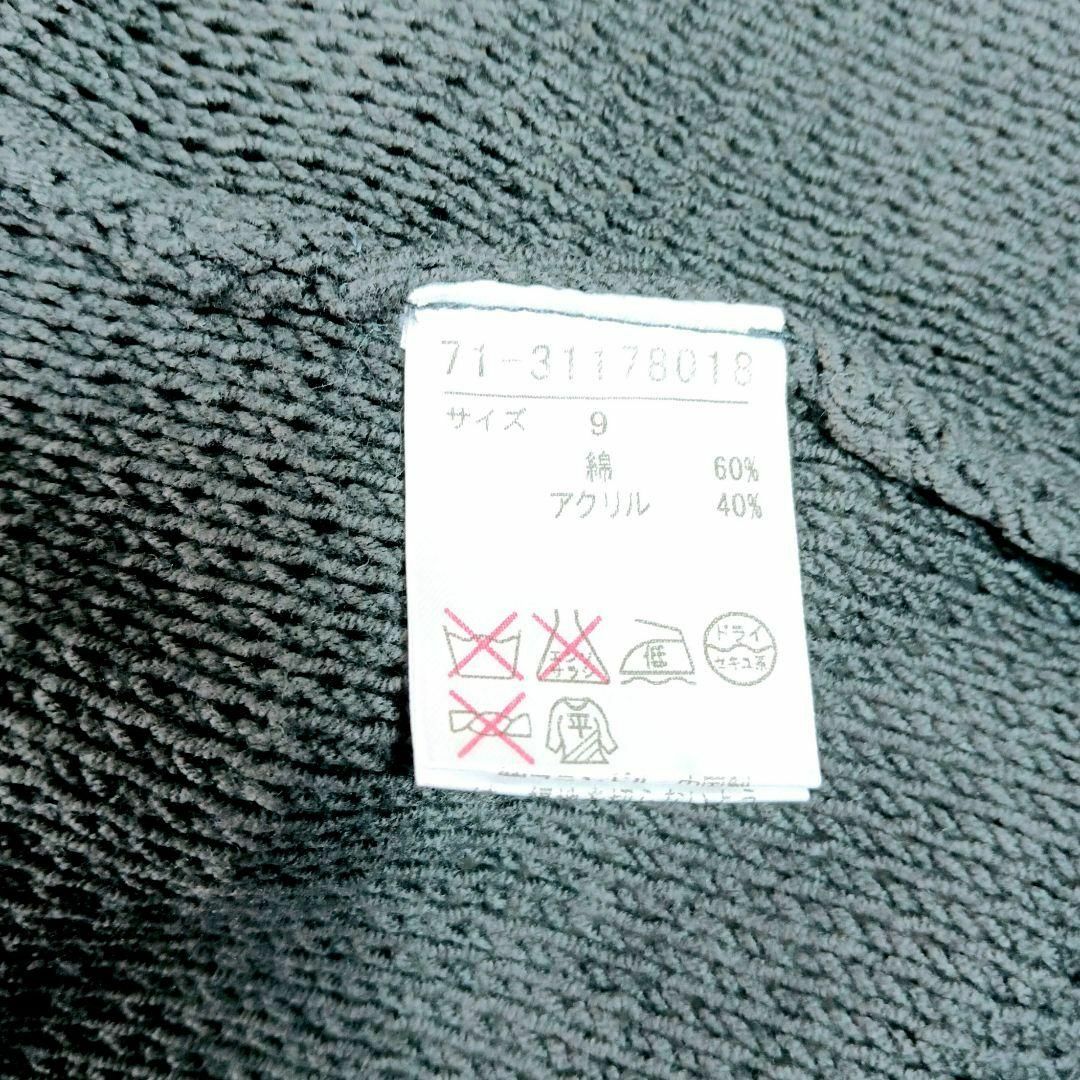 71-31178018
サイズ 9
綿 60%
アクリル 40%
低
ドライ
セキユ系
平